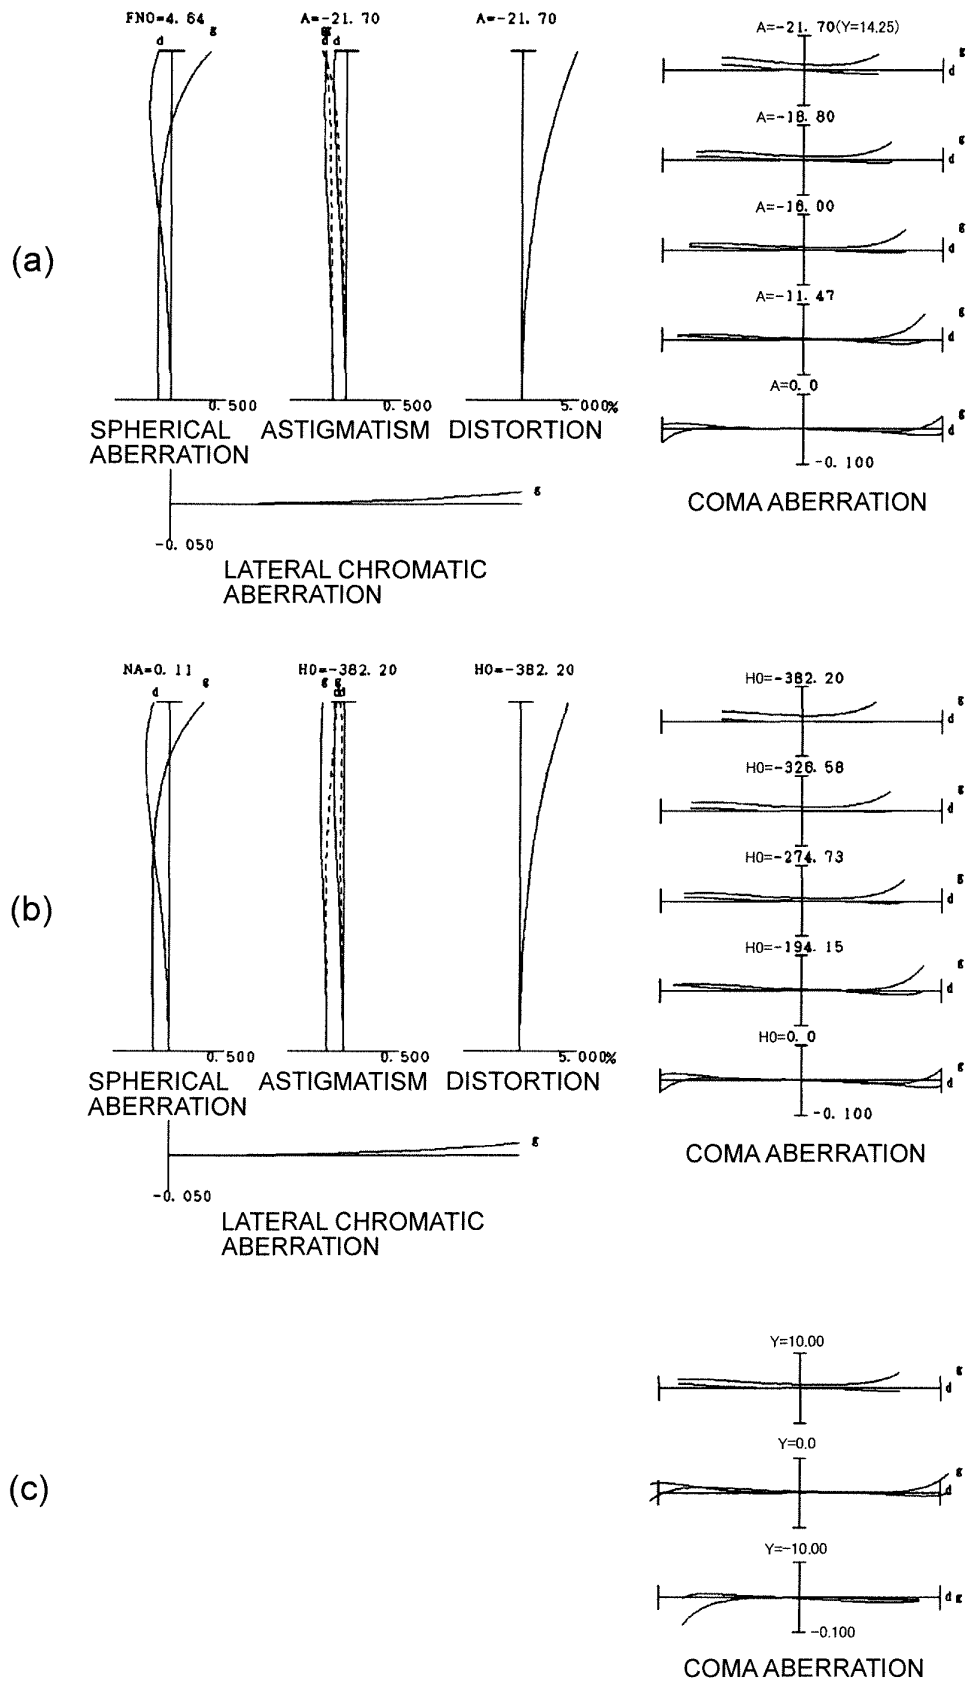 FNO=4.64
A=-21.70
A=-21.70
A=-21.70(Y=14.25)
d
g
g
d
d
g
d
A=-18.80
g
d
A=-16.00
g
d
(a)
A=-11.47
g
d
A=0.0
0.500
0.500
5.000%
g
d
SPHERICAL
ABERRATION
ASTIGMATISM
DISTORTION
-0.100
g
COMA ABERRATION
-0.050
LATERAL CHROMATIC
ABERRATION
NA=0.11
H0=-382.20
H0=-382.20
H0=-382.20
d
g
g
g
d
d
g
d
H0=-326.58
g
d
H0=-274.73
g
d
(b)
H0=-194.15
g
d
H0=0.0
0.500
0.500
5.000%
g
d
SPHERICAL
ABERRATION
ASTIGMATISM
DISTORTION
-0.100
g
COMA ABERRATION
-0.050
LATERAL CHROMATIC
ABERRATION
Y=10.00
g
d
Y=0.0
g
d
(c)
Y=-10.00
d g
-0.100
COMA ABERRATION